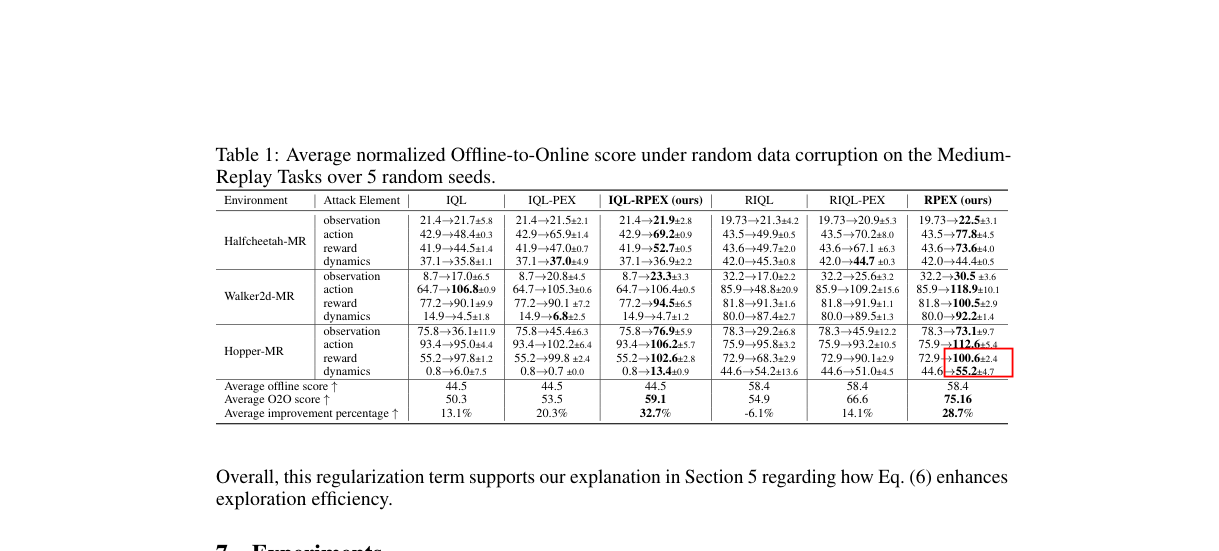 Table 1: Average normalized Offline-to-Online score under random data corruption on the Medium-
Replay Tasks over 5 random seeds.
Environment Attack Element IQL IQL-PEX IQL-RPEX (ours) RIQL RIQL-PEX RPEX (ours)
observation 21.4→21.7±5.8 21.4→21.5±2.1 21.4→21.9±2.8 19.73→21.3±4.2 19.73→20.9±5.3 19.73→22.5±3.1
action 42.9→48.4±0.3 42.9→65.9±1.4 42.9→69.2±0.9 43.5→49.9±0.5 43.5→70.2±8.0 43.5→77.8±4.5
Halfcheetah-MR
reward 41.9→44.5±1.4 41.9→47.0±0.7 41.9→52.7±0.5 43.6→49.7±2.0 43.6→67.1 ±6.3 43.6→73.6±4.0
dynamics 37.1→35.8±1.1 37.1→37.0±4.9 37.1→36.9±2.2 42.0→45.3±0.8 42.0→44.7 ±0.3 42.0→44.4±0.5
observation 8.7→17.0±6.5 8.7→20.8±4.5 8.7→23.3±3.3 32.2→17.0±2.2 32.2→25.6±3.2 32.2→30.5 ±3.6
action 64.7→106.8±0.9 64.7→105.3±0.6 64.7→106.4±0.5 85.9→48.8±20.9 85.9→109.2±15.6 85.9→118.9±10.1
Walker2d-MR
reward 77.2→90.1±9.9 77.2→90.1 ±7.2 77.2→94.5±6.5 81.8→91.3±1.6 81.8→91.9±1.1 81.8→100.5±2.9
dynamics 14.9→4.5±1.8 14.9→6.8±2.5 14.9→4.7±1.2 80.0→87.4±2.7 80.0→89.5±1.3 80.0→92.2±1.4
observation 75.8→36.1±11.9 75.8→45.4±6.3 75.8→76.9±5.9 78.3→29.2±6.8 78.3→45.9±12.2 78.3→73.1±9.7
action 93.4→95.0±4.4 93.4→102.2±6.4 93.4→106.2±5.7 75.9→95.8±3.2 75.9→93.2±10.5 75.9→112.6±5.4
Hopper-MR
reward 55.2→97.8±1.2 55.2→99.8 ±2.4 55.2→102.6±2.8 72.9→68.3±2.9 72.9→90.1±2.9 72.9→100.6±2.4
dynamics 0.8→6.0±7.5 0.8→0.7 ±0.0 0.8→13.4±0.9 44.6→54.2±13.6 44.6→51.0±4.5 44.6→55.2±4.7
Average offline score ↑ 44.5 44.5 44.5 58.4 58.4 58.4
Average O2O score ↑ 50.3 53.5 59.1 54.9 66.6 75.16
Average improvement percentage ↑ 13.1% 20.3% 32.7% -6.1% 14.1% 28.7%
Overall, this regularization term supports our explanation in Section 5 regarding how Eq. (6) enhances
exploration efficiency.
7 Experiments